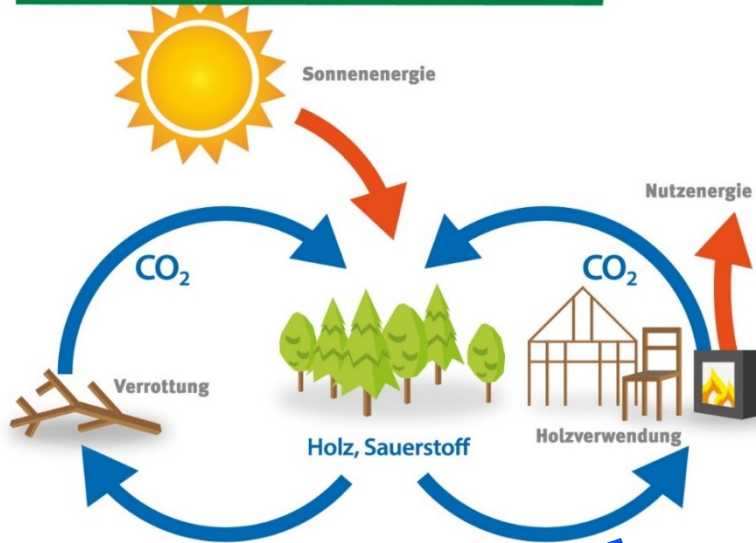 Sonnenenergie
Nutzenergie
CO₂
CO₂
Verrottung
Holzverwendung
Holz, Sauerstoff